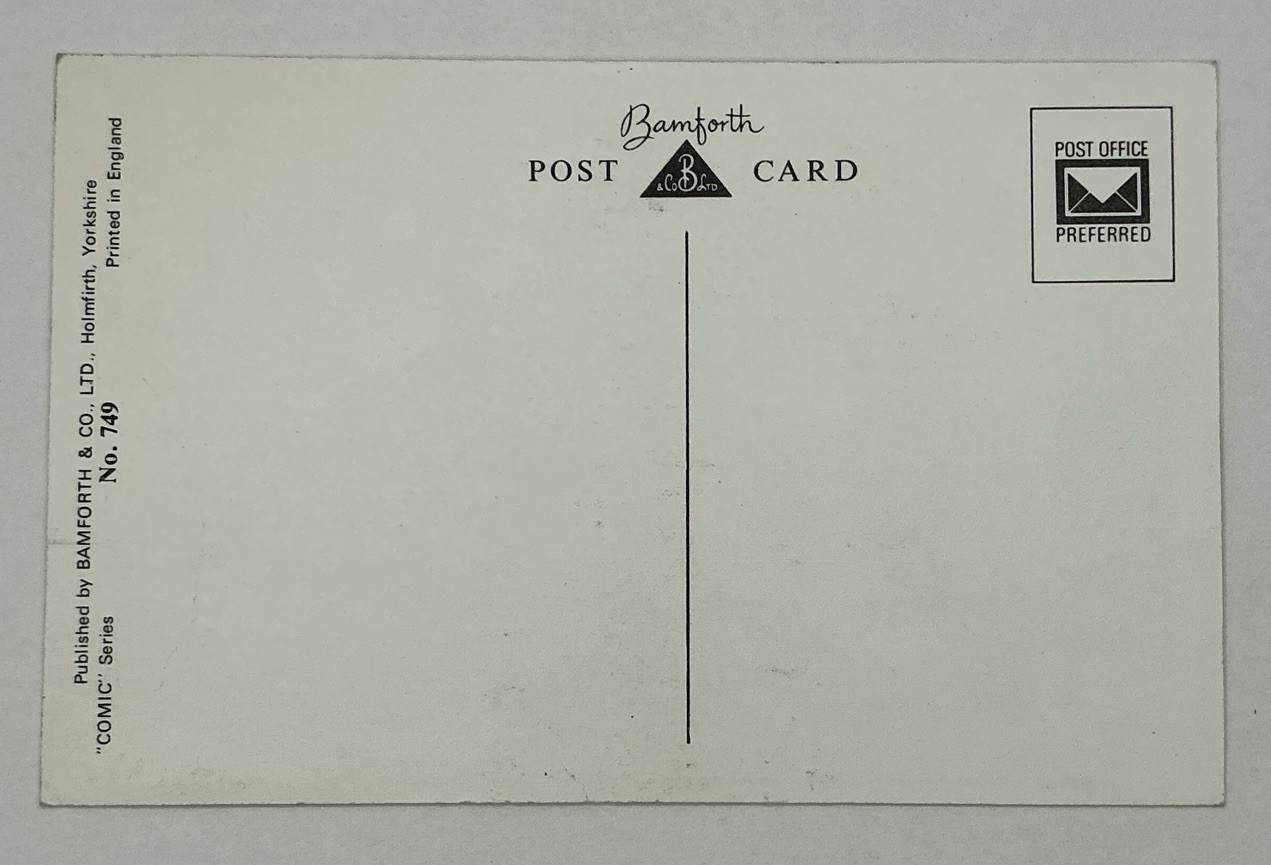 Bamforth
POST CARD
& Co B LTD
POST OFFICE
PREFERRED
Published by BAMFORTH & CO., LTD., Holmfirth, Yorkshire
"COMIC" Series No. 749 Printed in England